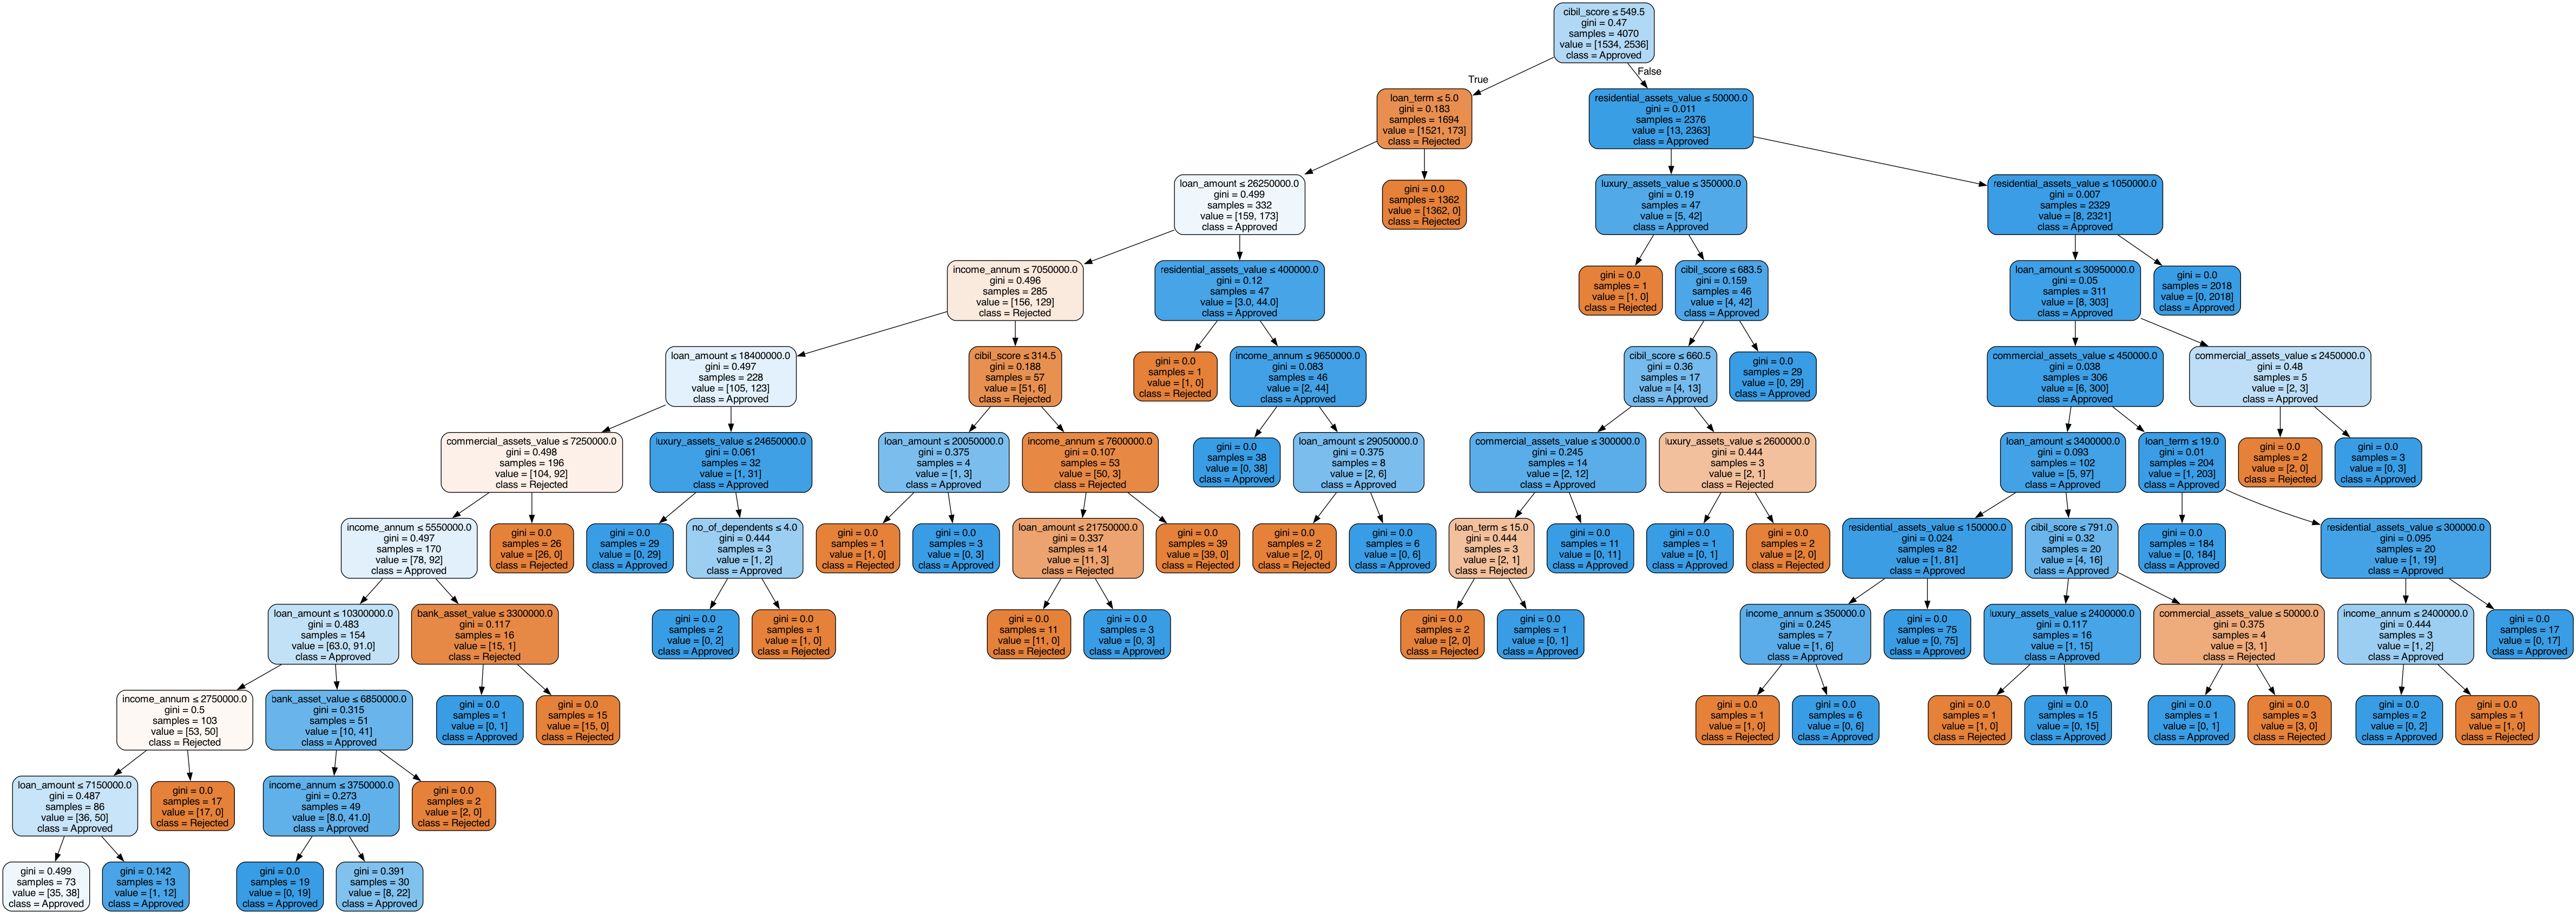 cibil_score ≤ 549.5
gini = 0.47
samples = 4070
value = [1534, 2536]
class = Approved
True
False
loan_term ≤ 5.0
gini = 0.183
samples = 1694
value = [1521, 173]
class = Rejected
residential_assets_value ≤ 50000.0
gini = 0.011
samples = 2376
value = [13, 2363]
class = Approved
loan_amount ≤ 26250000.0
gini = 0.499
samples = 332
value = [159, 173]
class = Approved
gini = 0.0
samples = 1362
value = [1362, 0]
class = Rejected
luxury_assets_value ≤ 350000.0
gini = 0.19
samples = 47
value = [5, 42]
class = Approved
residential_assets_value ≤ 1050000.0
gini = 0.007
samples = 2329
value = [8, 2321]
class = Approved
income_annum ≤ 7050000.0
gini = 0.496
samples = 285
value = [156, 129]
class = Rejected
residential_assets_value ≤ 400000.0
gini = 0.12
samples = 47
value = [3.0, 44.0]
class = Approved
gini = 0.0
samples = 1
value = [1, 0]
class = Rejected
cibil_score ≤ 683.5
gini = 0.159
samples = 46
value = [4, 42]
class = Approved
loan_amount ≤ 30950000.0
gini = 0.05
samples = 311
value = [8, 303]
class = Approved
gini = 0.0
samples = 2018
value = [0, 2018]
class = Approved
loan_amount ≤ 18400000.0
gini = 0.497
samples = 228
value = [105, 123]
class = Approved
cibil_score ≤ 314.5
gini = 0.188
samples = 57
value = [51, 6]
class = Rejected
gini = 0.0
samples = 1
value = [1, 0]
class = Rejected
income_annum ≤ 9650000.0
gini = 0.083
samples = 46
value = [2, 44]
class = Approved
cibil_score ≤ 660.5
gini = 0.36
samples = 17
value = [4, 13]
class = Approved
gini = 0.0
samples = 29
value = [0, 29]
class = Approved
commercial_assets_value ≤ 450000.0
gini = 0.038
samples = 306
value = [6, 300]
class = Approved
commercial_assets_value ≤ 2450000.0
gini = 0.48
samples = 5
value = [2, 3]
class = Approved
commercial_assets_value ≤ 7250000.0
gini = 0.498
samples = 196
value = [104, 92]
class = Rejected
luxury_assets_value ≤ 24650000.0
gini = 0.061
samples = 32
value = [1, 31]
class = Approved
loan_amount ≤ 20050000.0
gini = 0.375
samples = 4
value = [1, 3]
class = Approved
income_annum ≤ 7600000.0
gini = 0.107
samples = 53
value = [50, 3]
class = Rejected
gini = 0.0
samples = 38
value = [0, 38]
class = Approved
loan_amount ≤ 29050000.0
gini = 0.375
samples = 8
value = [2, 6]
class = Approved
commercial_assets_value ≤ 300000.0
gini = 0.245
samples = 14
value = [2, 12]
class = Approved
luxury_assets_value ≤ 2600000.0
gini = 0.444
samples = 3
value = [2, 1]
class = Rejected
loan_amount ≤ 3400000.0
gini = 0.093
samples = 102
value = [5, 97]
class = Approved
loan_term ≤ 19.0
gini = 0.01
samples = 204
value = [1, 203]
class = Approved
gini = 0.0
samples = 2
value = [2, 0]
class = Rejected
gini = 0.0
samples = 3
value = [0, 3]
class = Approved
income_annum ≤ 5550000.0
gini = 0.497
samples = 170
value = [78, 92]
class = Approved
gini = 0.0
samples = 26
value = [26, 0]
class = Rejected
gini = 0.0
samples = 29
value = [0, 29]
class = Approved
no_of_dependents ≤ 4.0
gini = 0.444
samples = 3
value = [1, 2]
class = Approved
gini = 0.0
samples = 1
value = [1, 0]
class = Rejected
gini = 0.0
samples = 3
value = [0, 3]
class = Approved
loan_amount ≤ 21750000.0
gini = 0.337
samples = 14
value = [11, 3]
class = Rejected
gini = 0.0
samples = 39
value = [39, 0]
class = Rejected
gini = 0.0
samples = 2
value = [2, 0]
class = Rejected
gini = 0.0
samples = 6
value = [0, 6]
class = Approved
loan_term ≤ 15.0
gini = 0.444
samples = 3
value = [2, 1]
class = Rejected
gini = 0.0
samples = 11
value = [0, 11]
class = Approved
gini = 0.0
samples = 1
value = [0, 1]
class = Approved
gini = 0.0
samples = 2
value = [2, 0]
class = Rejected
residential_assets_value ≤ 150000.0
gini = 0.024
samples = 82
value = [1, 81]
class = Approved
cibil_score ≤ 791.0
gini = 0.32
samples = 20
value = [4, 16]
class = Approved
gini = 0.0
samples = 184
value = [0, 184]
class = Approved
residential_assets_value ≤ 300000.0
gini = 0.095
samples = 20
value = [1, 19]
class = Approved
loan_amount ≤ 10300000.0
gini = 0.483
samples = 154
value = [63.0, 91.0]
class = Approved
bank_asset_value ≤ 3300000.0
gini = 0.117
samples = 16
value = [15, 1]
class = Rejected
gini = 0.0
samples = 2
value = [0, 2]
class = Approved
gini = 0.0
samples = 1
value = [1, 0]
class = Rejected
gini = 0.0
samples = 11
value = [11, 0]
class = Rejected
gini = 0.0
samples = 3
value = [0, 3]
class = Approved
gini = 0.0
samples = 2
value = [2, 0]
class = Rejected
gini = 0.0
samples = 1
value = [0, 1]
class = Approved
income_annum ≤ 350000.0
gini = 0.245
samples = 7
value = [1, 6]
class = Approved
gini = 0.0
samples = 75
value = [0, 75]
class = Approved
luxury_assets_value ≤ 2400000.0
gini = 0.117
samples = 16
value = [1, 15]
class = Approved
commercial_assets_value ≤ 50000.0
gini = 0.375
samples = 4
value = [3, 1]
class = Rejected
income_annum ≤ 2400000.0
gini = 0.444
samples = 3
value = [1, 2]
class = Approved
gini = 0.0
samples = 17
value = [0, 17]
class = Approved
income_annum ≤ 2750000.0
gini = 0.5
samples = 103
value = [53, 50]
class = Rejected
bank_asset_value ≤ 6850000.0
gini = 0.315
samples = 51
value = [10, 41]
class = Approved
gini = 0.0
samples = 1
value = [0, 1]
class = Approved
gini = 0.0
samples = 15
value = [15, 0]
class = Rejected
gini = 0.0
samples = 1
value = [1, 0]
class = Rejected
gini = 0.0
samples = 6
value = [0, 6]
class = Approved
gini = 0.0
samples = 1
value = [1, 0]
class = Rejected
gini = 0.0
samples = 15
value = [0, 15]
class = Approved
gini = 0.0
samples = 1
value = [0, 1]
class = Approved
gini = 0.0
samples = 3
value = [3, 0]
class = Rejected
gini = 0.0
samples = 2
value = [0, 2]
class = Approved
gini = 0.0
samples = 1
value = [1, 0]
class = Rejected
loan_amount ≤ 7150000.0
gini = 0.487
samples = 86
value = [36, 50]
class = Approved
gini = 0.0
samples = 17
value = [17, 0]
class = Rejected
income_annum ≤ 3750000.0
gini = 0.273
samples = 49
value = [8.0, 41.0]
class = Approved
gini = 0.0
samples = 2
value = [2, 0]
class = Rejected
gini = 0.499
samples = 73
value = [35, 38]
class = Approved
gini = 0.142
samples = 13
value = [1, 12]
class = Approved
gini = 0.0
samples = 19
value = [0, 19]
class = Approved
gini = 0.391
samples = 30
value = [8, 22]
class = Approved